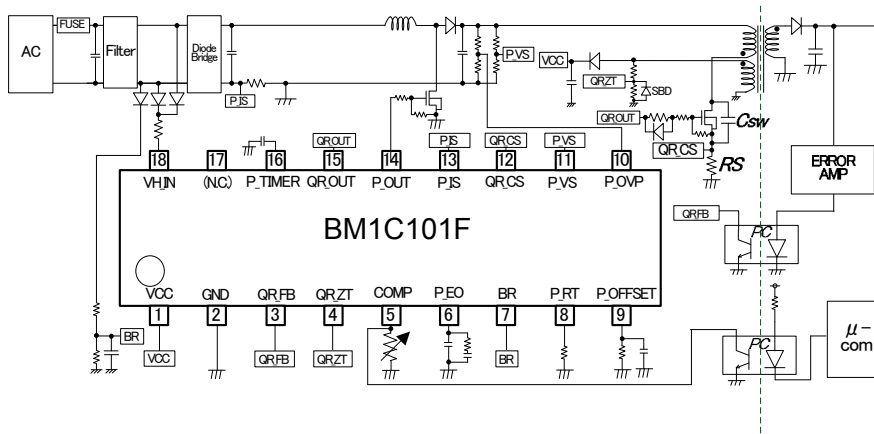 AC
FUSE
Filter
Diode
Bridge
P_IS
P_VS
VCC
QR_ZT
SBD
QROUT
Csw
QR_CS
RS
ERROR
AMP
QROUT
P_IS
QR_CS
P_VS
18
17
16
15
14
13
12
11
10
VH_IN
(N.C.)
P_TIMER
QR_OUT
P_OUT
P_IS
QR_CS
P_VS
P_OVP
BM1C101F
QR_FB
PC
VCC
GND
QR_FB
QR_ZT
COMP
P_EO
BR
P_RT
P_OFFSET
1
2
3
4
5
6
7
8
9
BR
VCC
QR_FB
QR_ZT
BR
PC
μ-
com